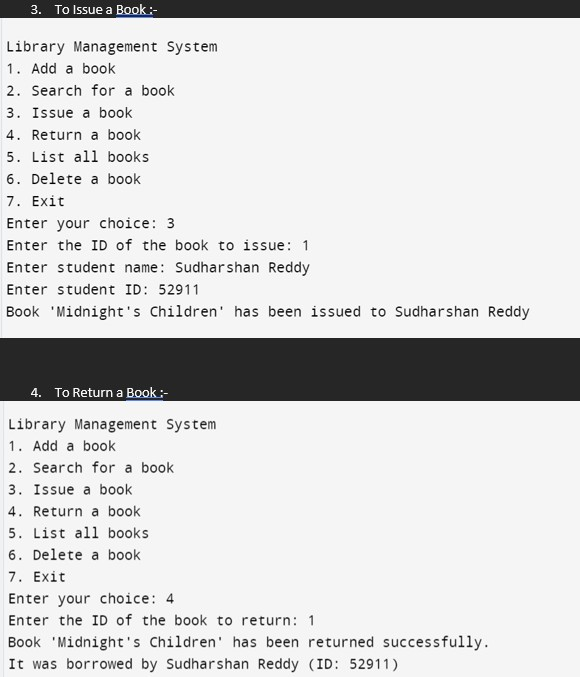 3. To Issue a Book :-
Library Management System
1. Add a book
2. Search for a book
3. Issue a book
4. Return a book
5. List all books
6. Delete a book
7. Exit
Enter your choice: 3
Enter the ID of the book to issue: 1
Enter student name: Sudharshan Reddy
Enter student ID: 52911
Book 'Midnight's Children' has been issued to Sudharshan Reddy
4. To Return a Book :-
Library Management System
1. Add a book
2. Search for a book
3. Issue a book
4. Return a book
5. List all books
6. Delete a book
7. Exit
Enter your choice: 4
Enter the ID of the book to return: 1
Book 'Midnight's Children' has been returned successfully.
It was borrowed by Sudharshan Reddy (ID: 52911)